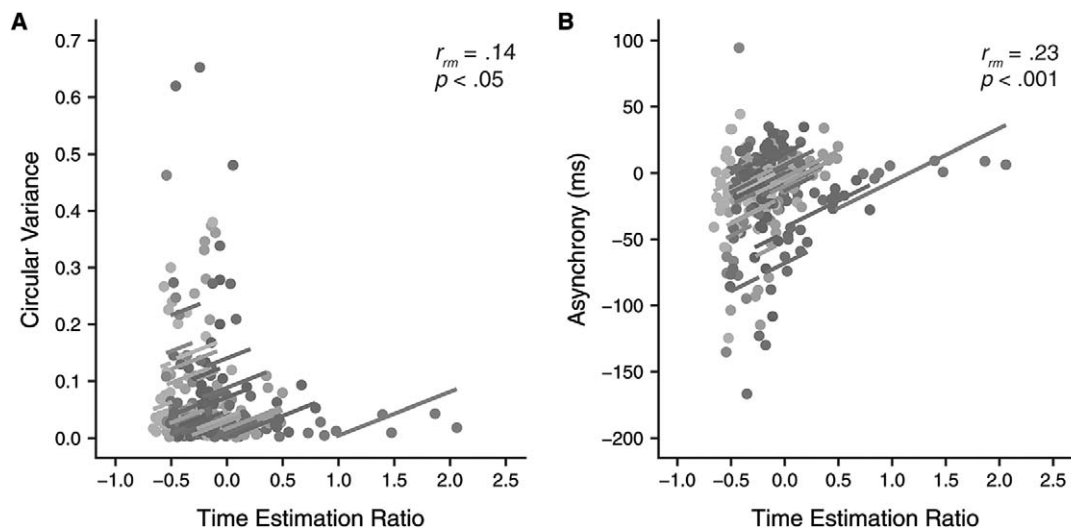 A
B
r_rm = .14
p < .05
r_rm = .23
p < .001
0.7
0.6
0.5
0.4
0.3
0.2
0.1
0.0
Circular Variance
−1.0 −0.5 0.0 0.5 1.0 1.5 2.0 2.5
Time Estimation Ratio
100
50
0
−50
−100
−150
−200
Asynchrony (ms)
−1.0 −0.5 0.0 0.5 1.0 1.5 2.0 2.5
Time Estimation Ratio